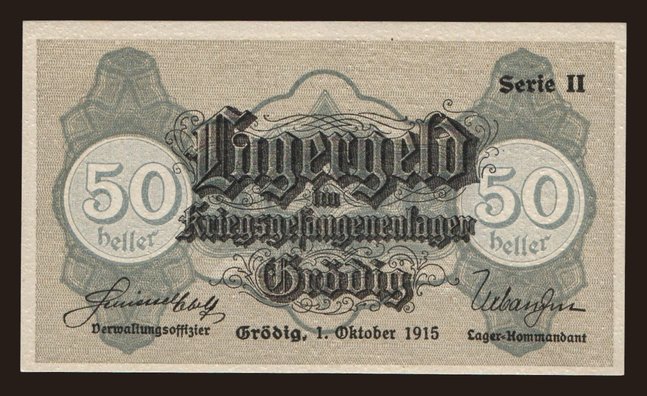 Serie II
Lagergeld
im
Kriegsgefangenenlager
Grödig
50
heller
50
heller
Verwaltungsoffizier
Grödig, 1. Oktober 1915
Lager-Kommandant